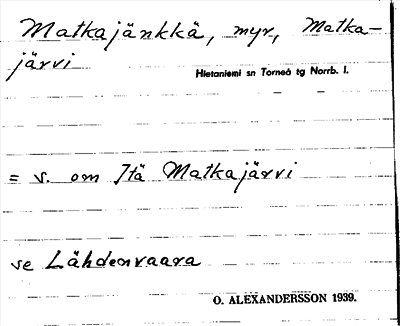 Matkajänkkä, myr, Matka-
järvi
Hietaniemi sn Torneå tg Norrb. l.
= v. om Itä Matkajärvi
se Lähdenvaara
O. ALEXANDERSSON 1939.